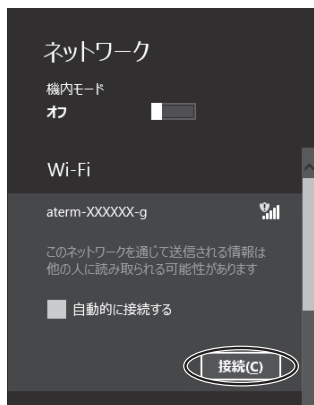 ネットワーク
機内モード
オフ
Wi-Fi
aterm-XXXXXX-g
このネットワークを通じて送信される情報は
他の人に読み取られる可能性があります
自動的に接続する
接続(C)